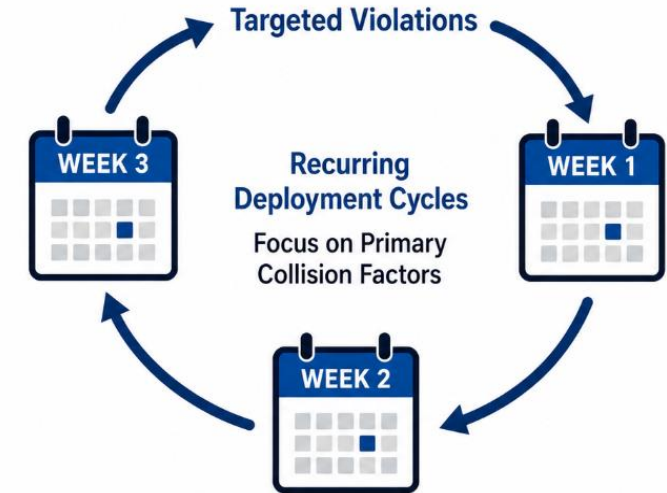 Targeted Violations
WEEK 3
WEEK 1
Recurring
Deployment Cycles
Focus on Primary
Collision Factors
WEEK 2